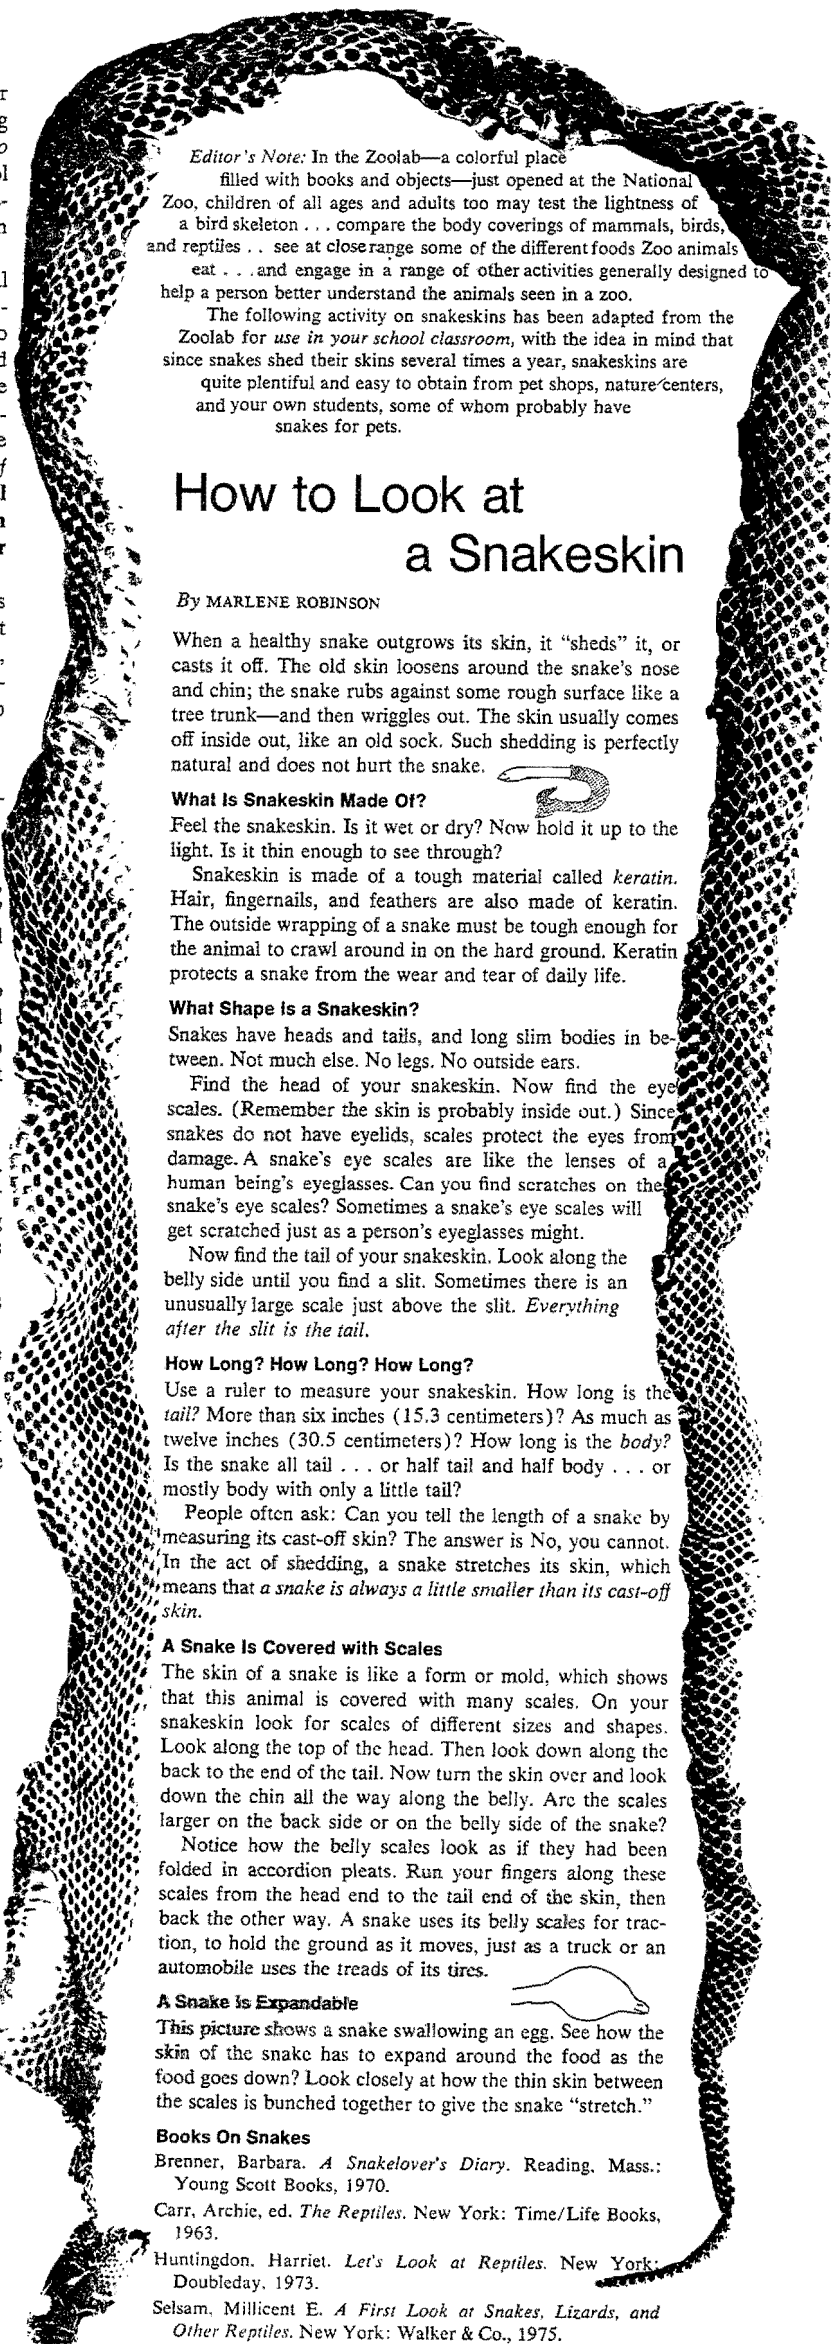 Editor's Note: In the Zoolab—a colorful place
filled with books and objects—just opened at the National
Zoo, children of all ages and adults too may test the lightness of
a bird skeleton . . . compare the body coverings of mammals, birds,
and reptiles . . see at close range some of the different foods Zoo animals
eat . . . and engage in a range of other activities generally designed to
help a person better understand the animals seen in a zoo.
The following activity on snakeskins has been adapted from the
Zoolab for use in your school classroom, with the idea in mind that
since snakes shed their skins several times a year, snakeskins are
quite plentiful and easy to obtain from pet shops, nature centers,
and your own students, some of whom probably have
snakes for pets.
How to Look at
a Snakeskin
By MARLENE ROBINSON
When a healthy snake outgrows its skin, it "sheds" it, or
casts it off. The old skin loosens around the snake's nose
and chin; the snake rubs against some rough surface like a
tree trunk—and then wriggles out. The skin usually comes
off inside out, like an old sock. Such shedding is perfectly
natural and does not hurt the snake.
What Is Snakeskin Made Of?
Feel the snakeskin. Is it wet or dry? Now hold it up to the
light. Is it thin enough to see through?
Snakeskin is made of a tough material called keratin.
Hair, fingernails, and feathers are also made of keratin.
The outside wrapping of a snake must be tough enough for
the animal to crawl around in on the hard ground. Keratin
protects a snake from the wear and tear of daily life.
What Shape Is a Snakeskin?
Snakes have heads and tails, and long slim bodies in be-
tween. Not much else. No legs. No outside ears.
Find the head of your snakeskin. Now find the eye
scales. (Remember the skin is probably inside out.) Since
snakes do not have eyelids, scales protect the eyes from
damage. A snake's eye scales are like the lenses of a
human being's eyeglasses. Can you find scratches on the
snake's eye scales? Sometimes a snake's eye scales will
get scratched just as a person's eyeglasses might.
Now find the tail of your snakeskin. Look along the
belly side until you find a slit. Sometimes there is an
unusually large scale just above the slit. Everything
after the slit is the tail.
How Long? How Long? How Long?
Use a ruler to measure your snakeskin. How long is the
tail? More than six inches (15.3 centimeters)? As much as
twelve inches (30.5 centimeters)? How long is the body?
Is the snake all tail . . . or half tail and half body . . . or
mostly body with only a little tail?
People often ask: Can you tell the length of a snake by
measuring its cast-off skin? The answer is No, you cannot.
In the act of shedding, a snake stretches its skin, which
means that a snake is always a little smaller than its cast-off
skin.
A Snake Is Covered with Scales
The skin of a snake is like a form or mold, which shows
that this animal is covered with many scales. On your
snakeskin look for scales of different sizes and shapes.
Look along the top of the head. Then look down along the
back to the end of the tail. Now turn the skin over and look
down the chin all the way along the belly. Are the scales
larger on the back side or on the belly side of the snake?
Notice how the belly scales look as if they had been
folded in accordion pleats. Run your fingers along these
scales from the head end to the tail end of the skin, then
back the other way. A snake uses its belly scales for trac-
tion, to hold the ground as it moves, just as a truck or an
automobile uses the treads of its tires.
A Snake Is Expandable
This picture shows a snake swallowing an egg. See how the
skin of the snake has to expand around the food as the
food goes down? Look closely at how the thin skin between
the scales is bunched together to give the snake "stretch."
Books On Snakes
Brenner, Barbara. A Snakelover's Diary. Reading, Mass.:
Young Scott Books, 1970.
Carr, Archie, ed. The Reptiles. New York: Time/Life Books,
1963.
Huntingdon, Harriet. Let's Look at Reptiles. New York:
Doubleday, 1973.
Selsam, Millicent E. A First Look at Snakes, Lizards, and
Other Reptiles. New York: Walker & Co., 1975.